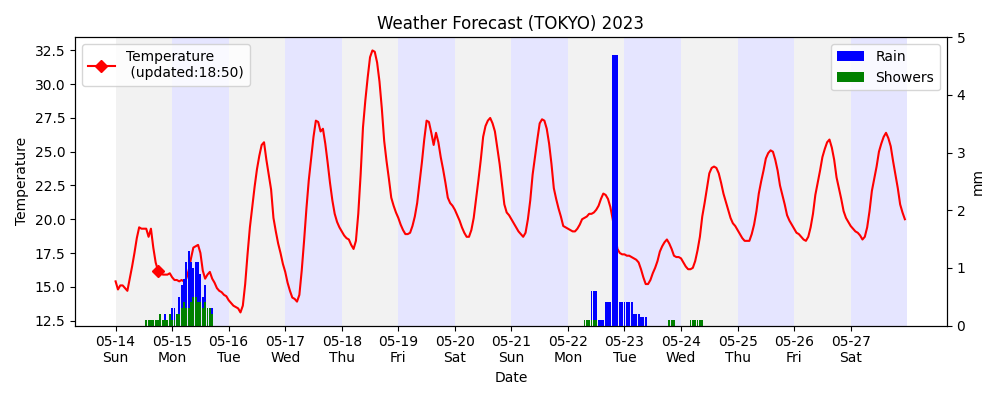 Weather Forecast (TOKYO) 2023
Temperature
(updated:18:50)
Rain
Showers
32.5
30.0
27.5
25.0
22.5
20.0
17.5
15.0
12.5
Temperature
5
4
3
2
1
0
mm
05-14 05-15 05-16 05-17 05-18 05-19 05-20 05-21 05-22 05-23 05-24 05-25 05-26 05-27
Sun Mon Tue Wed Thu Fri Sat Sun Mon Tue Wed Thu Fri Sat
Date